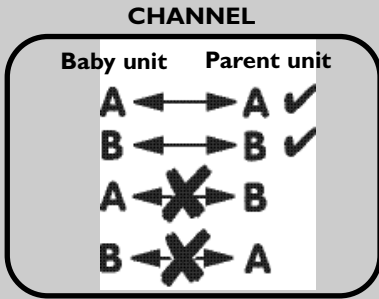 CHANNEL
Baby unit Parent unit
A A
B B
A B
B A